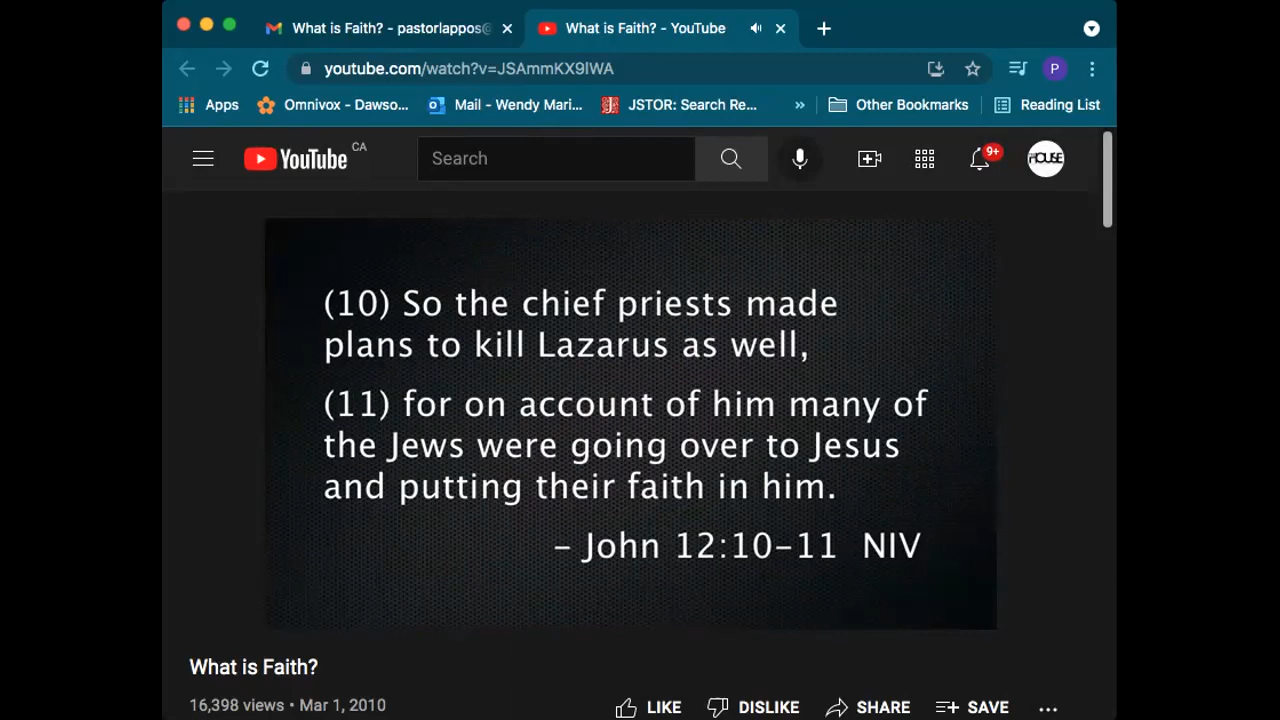 What is Faith? - pastorlappos@
What is Faith? - YouTube
youtube.com/watch?v=JSAmmKX9lWA
P
Apps
Omnivox - Dawso...
Mail - Wendy Mari...
JSTOR: Search Re...
»
Other Bookmarks
Reading List
YouTube CA
Search
9+
HOUSE
(10) So the chief priests made
plans to kill Lazarus as well,
(11) for on account of him many of
the Jews were going over to Jesus
and putting their faith in him.
– John 12:10–11 NIV
What is Faith?
16,398 views • Mar 1, 2010
LIKE
DISLIKE
SHARE
SAVE
...